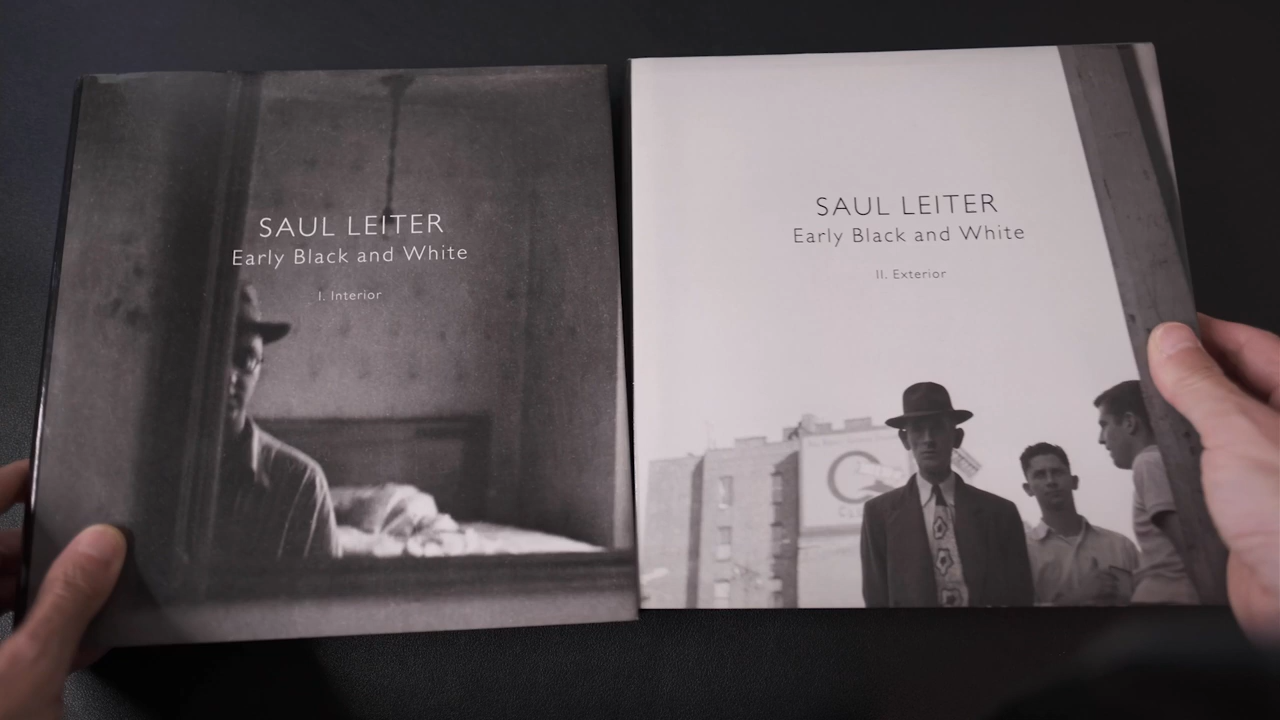 SAUL LEITER
Early Black and White
I. Interior
SAUL LEITER
Early Black and White
II. Exterior